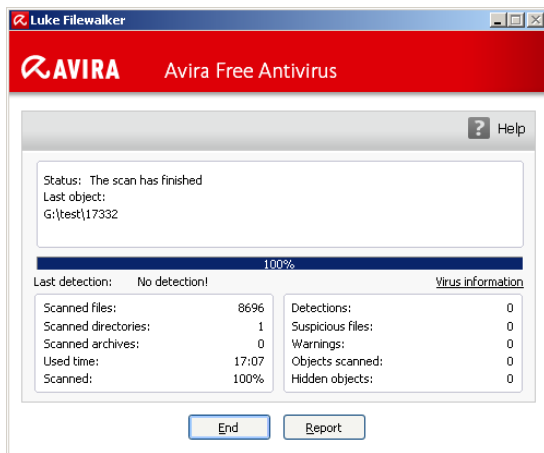 Luke Filewalker
AVIRA Avira Free Antivirus
? Help
Status: The scan has finished
Last object:
G:\test\17332
100%
Last detection: No detection!
Virus information
Scanned files: 8696
Scanned directories: 1
Scanned archives: 0
Used time: 17:07
Scanned: 100%
Detections: 0
Suspicious files: 0
Warnings: 0
Objects scanned: 0
Hidden objects: 0
End
Report